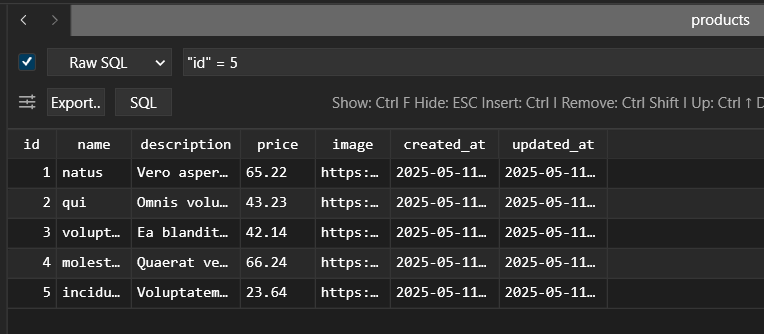 products
Raw SQL "id" = 5
Export.. SQL Show: Ctrl F Hide: ESC Insert: Ctrl I Remove: Ctrl Shift I Up: Ctrl ↑ D
id name description price image created_at updated_at
1 natus Vero asper… 65.22 https:… 2025-05-11… 2025-05-11…
2 qui Omnis volu… 43.23 https:… 2025-05-11… 2025-05-11…
3 volupt… Ea blandit… 42.14 https:… 2025-05-11… 2025-05-11…
4 molest… Quaerat ve… 66.24 https:… 2025-05-11… 2025-05-11…
5 incidu… Voluptatem… 23.64 https:… 2025-05-11… 2025-05-11…